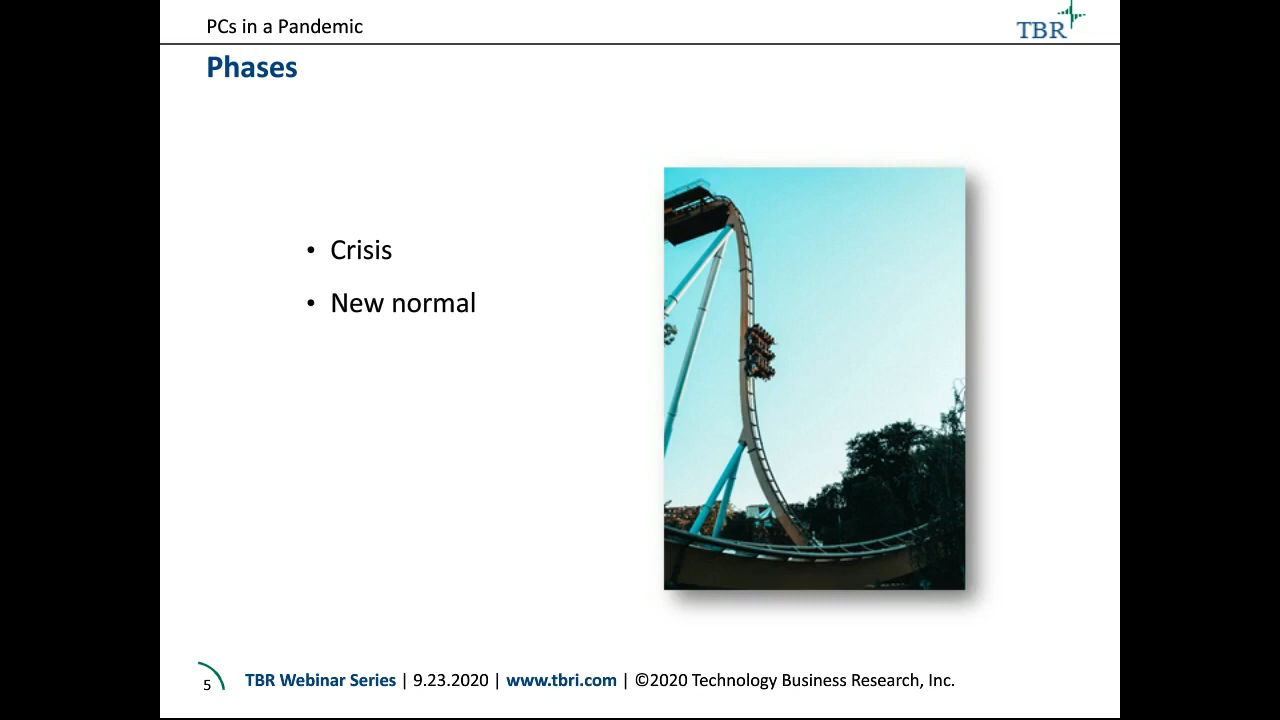 PCs in a Pandemic
TBR
Phases
• Crisis
• New normal
5
TBR Webinar Series | 9.23.2020 | www.tbri.com | ©2020 Technology Business Research, Inc.